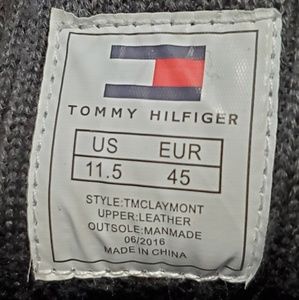 TOMMY HILFIGER
US EUR
11.5 45
STYLE:TMCLAYMONT
UPPER:LEATHER
OUTSOLE:MANMADE
06/2016
MADE IN CHINA